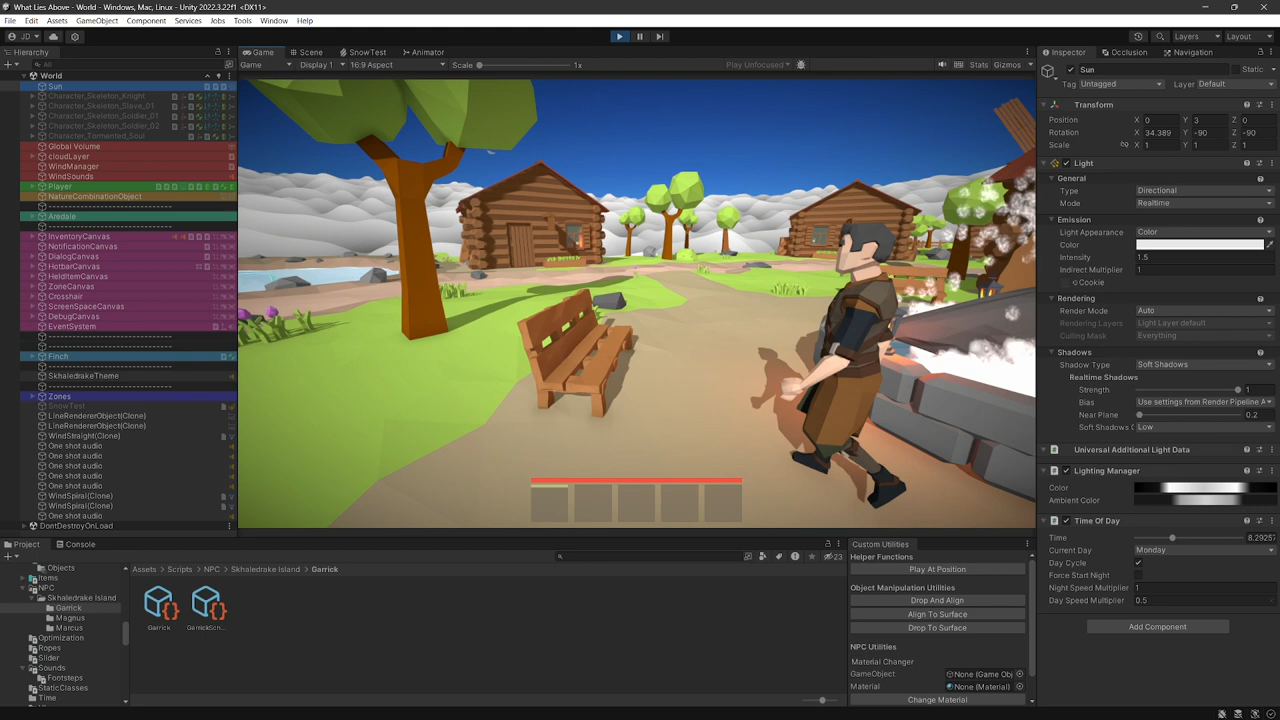 What Lies Above - World - Windows, Mac, Linux - Unity 2022.3.22f1 <DX11>
File Edit Assets GameObject Component Services Jobs Tools Window Help
JD Layers Layout
Hierarchy
All
World
Sun
Character_Skeleton_Knight
Character_Skeleton_Slave_01
Character_Skeleton_Soldier_01
Character_Skeleton_Soldier_02
Character_Tormented_Soul
Global Volume
cloudLayer
WindManager
WindSounds
Player
NatureCombinationObject
--------------------------------
Aredale
--------------------------------
InventoryCanvas
NotificationCanvas
DialogCanvas
HotbarCanvas
HeldItemCanvas
ZoneCanvas
Crosshair
ScreenSpaceCanvas
DebugCanvas
EventSystem
--------------------------------
--------------------------------
Finch
--------------------------------
SkhaledrakeTheme
--------------------------------
Zones
SnowTest
LineRendererObject(Clone)
LineRendererObject(Clone)
WindStraight(Clone)
One shot audio
One shot audio
One shot audio
One shot audio
One shot audio
WindSpiral(Clone)
WindSpiral(Clone)
One shot audio
DontDestroyOnLoad
Game Scene SnowTest Animator
Game Display 1 16:9 Aspect Scale 1x Play Unfocused Stats Gizmos
Inspector Occlusion Navigation
Sun Static
Tag Untagged Layer Default
Transform
Position X 0 Y 3 Z 0
Rotation X 34.389 Y -90 Z -90
Scale X 1 Y 1 Z 1
Light
General
Type Directional
Mode Realtime
Emission
Light Appearance Color
Color
Intensity 1.5
Indirect Multiplier 1
Cookie
Rendering
Render Mode Auto
Rendering Layers Light Layer default
Culling Mask Everything
Shadows
Shadow Type Soft Shadows
Realtime Shadows
Strength 1
Bias Use settings from Render Pipeline A
Near Plane 0.2
Soft Shadows Low
Universal Additional Light Data
Lighting Manager
Color
Ambient Color
Time Of Day
Time 8.29257
Current Day Monday
Day Cycle
Force Start Night
Night Speed Multiplier 1
Day Speed Multiplier 0.5
Add Component
Project Console
23
Objects
Items
NPC
Skhaledrake Island
Garrick
Magnus
Marcus
Optimization
Ropes
Slider
Sounds
Footsteps
StaticClasses
Time
Assets > Scripts > NPC > Skhaledrake Island > Garrick
Garrick GarrickSch...
Custom Utilities
Helper Functions
Play At Position
Object Manipulation Utilities
Drop And Align
Align To Surface
Drop To Surface
NPC Utilities
Material Changer
GameObject None (Game Obj
Material None (Material)
Change Material